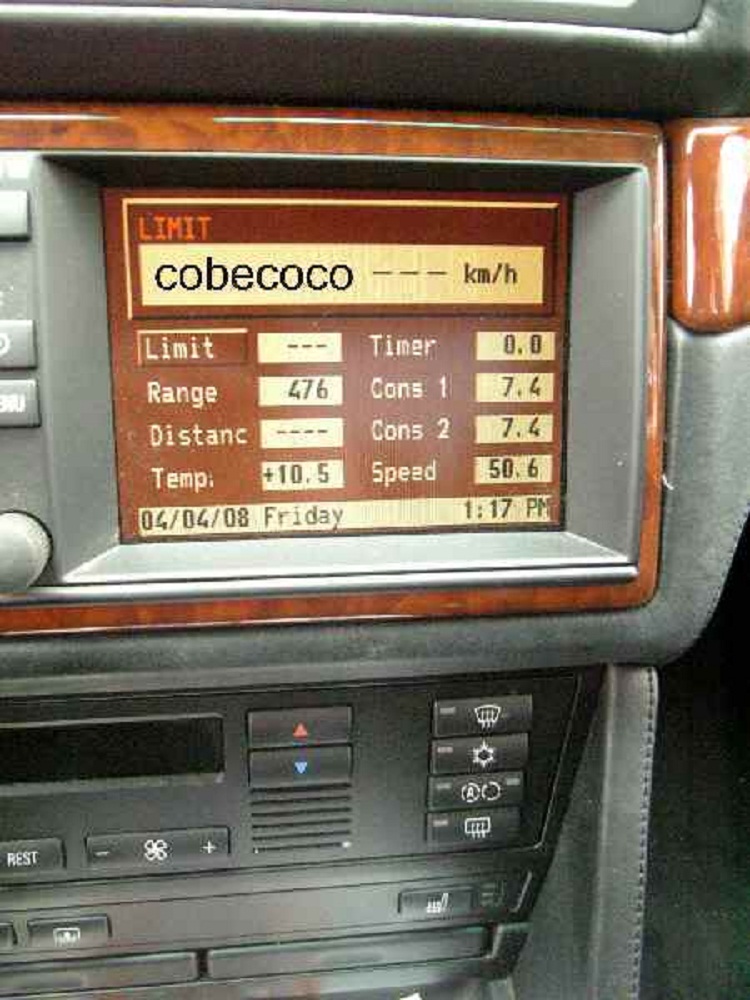 LIMIT
cobecoco --- km/h
Limit --- Timer 0.0
Range 476 Cons 1 7.4
Distanc ---- Cons 2 7.4
Temp. +10.5 Speed 50.6
04/04/08 Friday 1:17 PM
REST - +